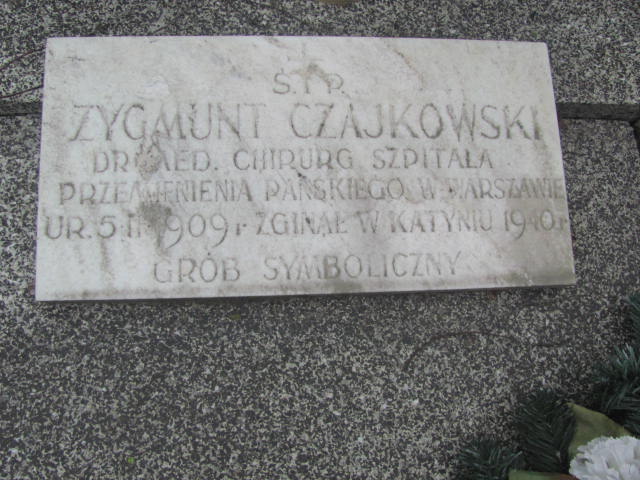 Ś.†P.
ZYGMUNT CZAJKOWSKI
DR MED. CHIRURG SZPITALA
PRZEMIENIENIA PAŃSKIEGO W WARSZAWIE
UR. 5 II 1909 r ZGINĄŁ W KATYNIU 1940 r
GRÓB SYMBOLICZNY